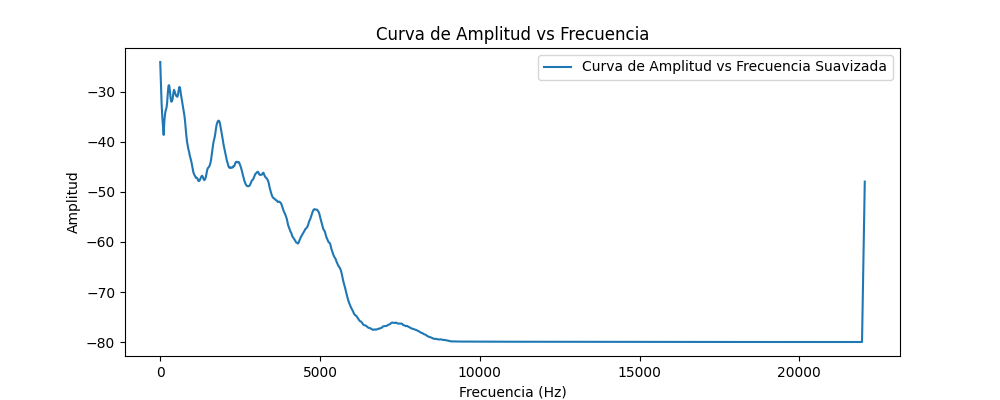 Curva de Amplitud vs Frecuencia
Curva de Amplitud vs Frecuencia Suavizada
Amplitud
−30
−40
−50
−60
−70
−80
0 5000 10000 15000 20000
Frecuencia (Hz)